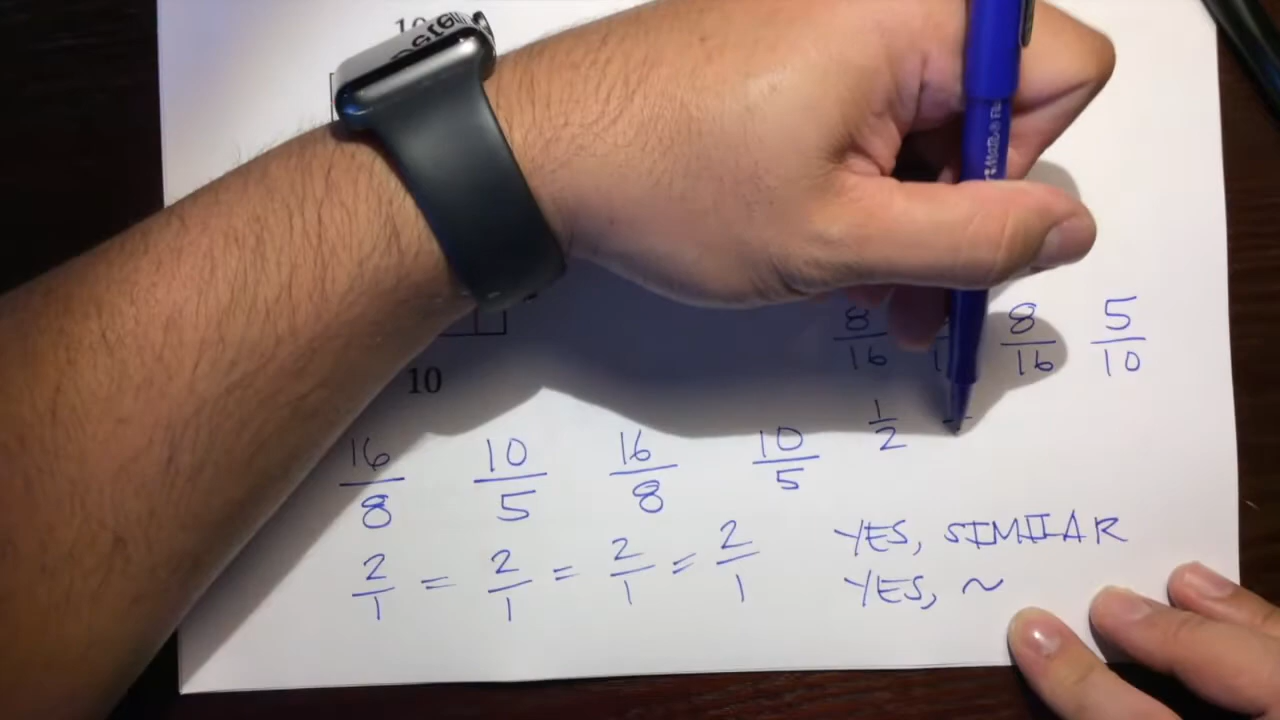 10
8/16 8/16 5/10
10
1/2
16/8 10/5 16/8 10/5
2/1 = 2/1 = 2/1 = 2/1
YES, SIMILAR
YES, ~